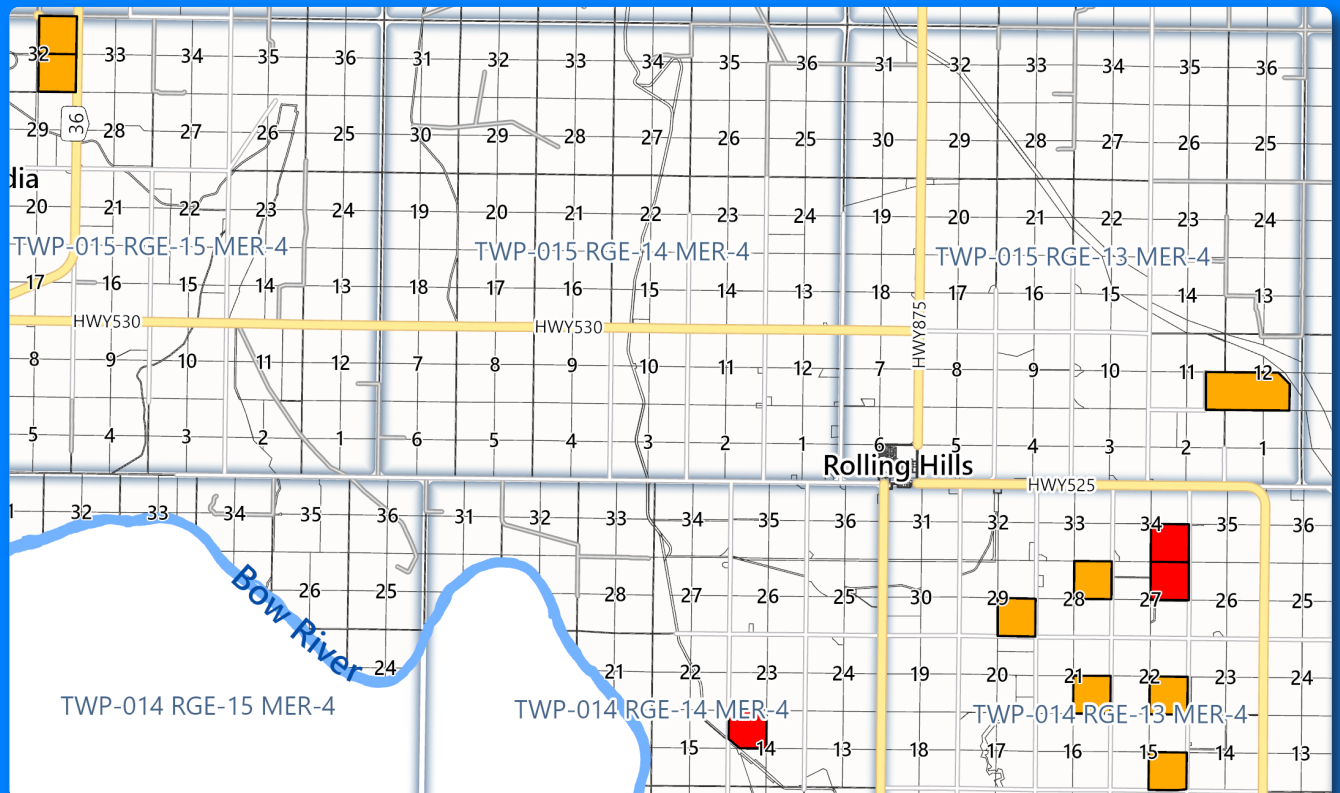 32 33 34 35 36 31 32 33 34 35 36 31 32 33 34 35 36
36
29 28 27 26 25 30 29 28 27 26 25 30 29 28 27 26 25
dia
20 21 22 23 24 19 20 21 22 23 24 19 20 21 22 23 24
TWP-015 RGE-15 MER-4 TWP-015 RGE-14 MER-4 TWP-015 RGE-13 MER-4
17 16 15 14 13 18 17 16 15 14 13 18 17 16 15 14 13
HWY530 HWY530 HWY875
8 9 10 11 12 7 8 9 10 11 12 7 8 9 10 11 12
5 4 3 2 1 6 5 4 3 2 1 6 5 4 3 2 1
Rolling Hills
HWY525
1 32 33 34 35 36 31 32 33 34 35 36 31 32 33 34 35 36
26 25 28 27 26 25 30 29 28 27 26 25
Bow River
24 21 22 23 24 19 20 21 22 23 24
TWP-014 RGE-15 MER-4 TWP-014 RGE-14 MER-4 TWP-014 RGE-13 MER-4
15 14 13 18 17 16 15 14 13